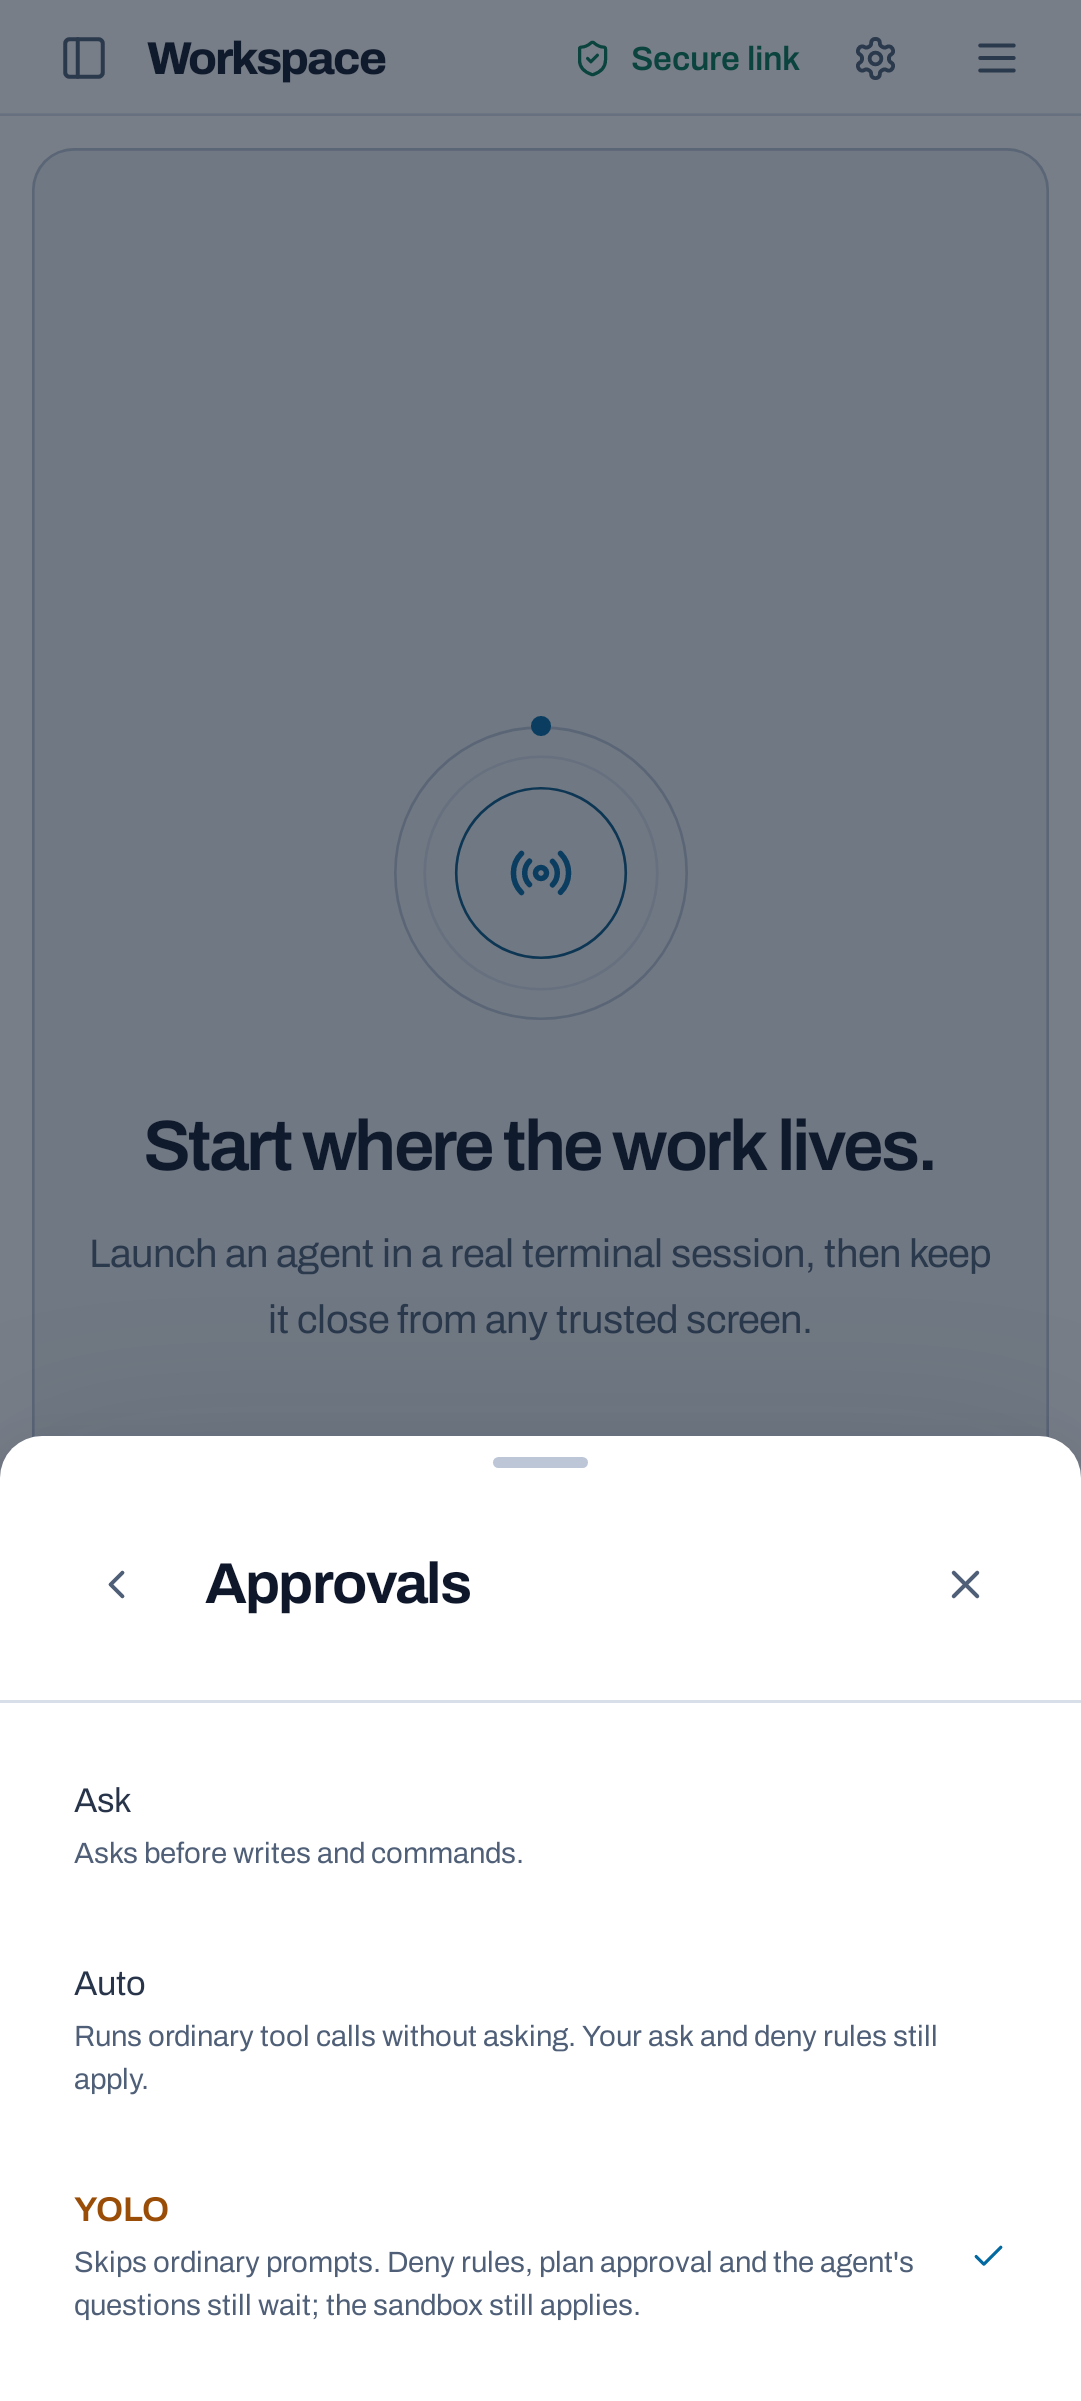 Workspace
Secure link
Start where the work lives.
Launch an agent in a real terminal session, then keep
it close from any trusted screen.
Approvals
Ask
Asks before writes and commands.
Auto
Runs ordinary tool calls without asking. Your ask and deny rules still
apply.
YOLO
Skips ordinary prompts. Deny rules, plan approval and the agent's
questions still wait; the sandbox still applies.